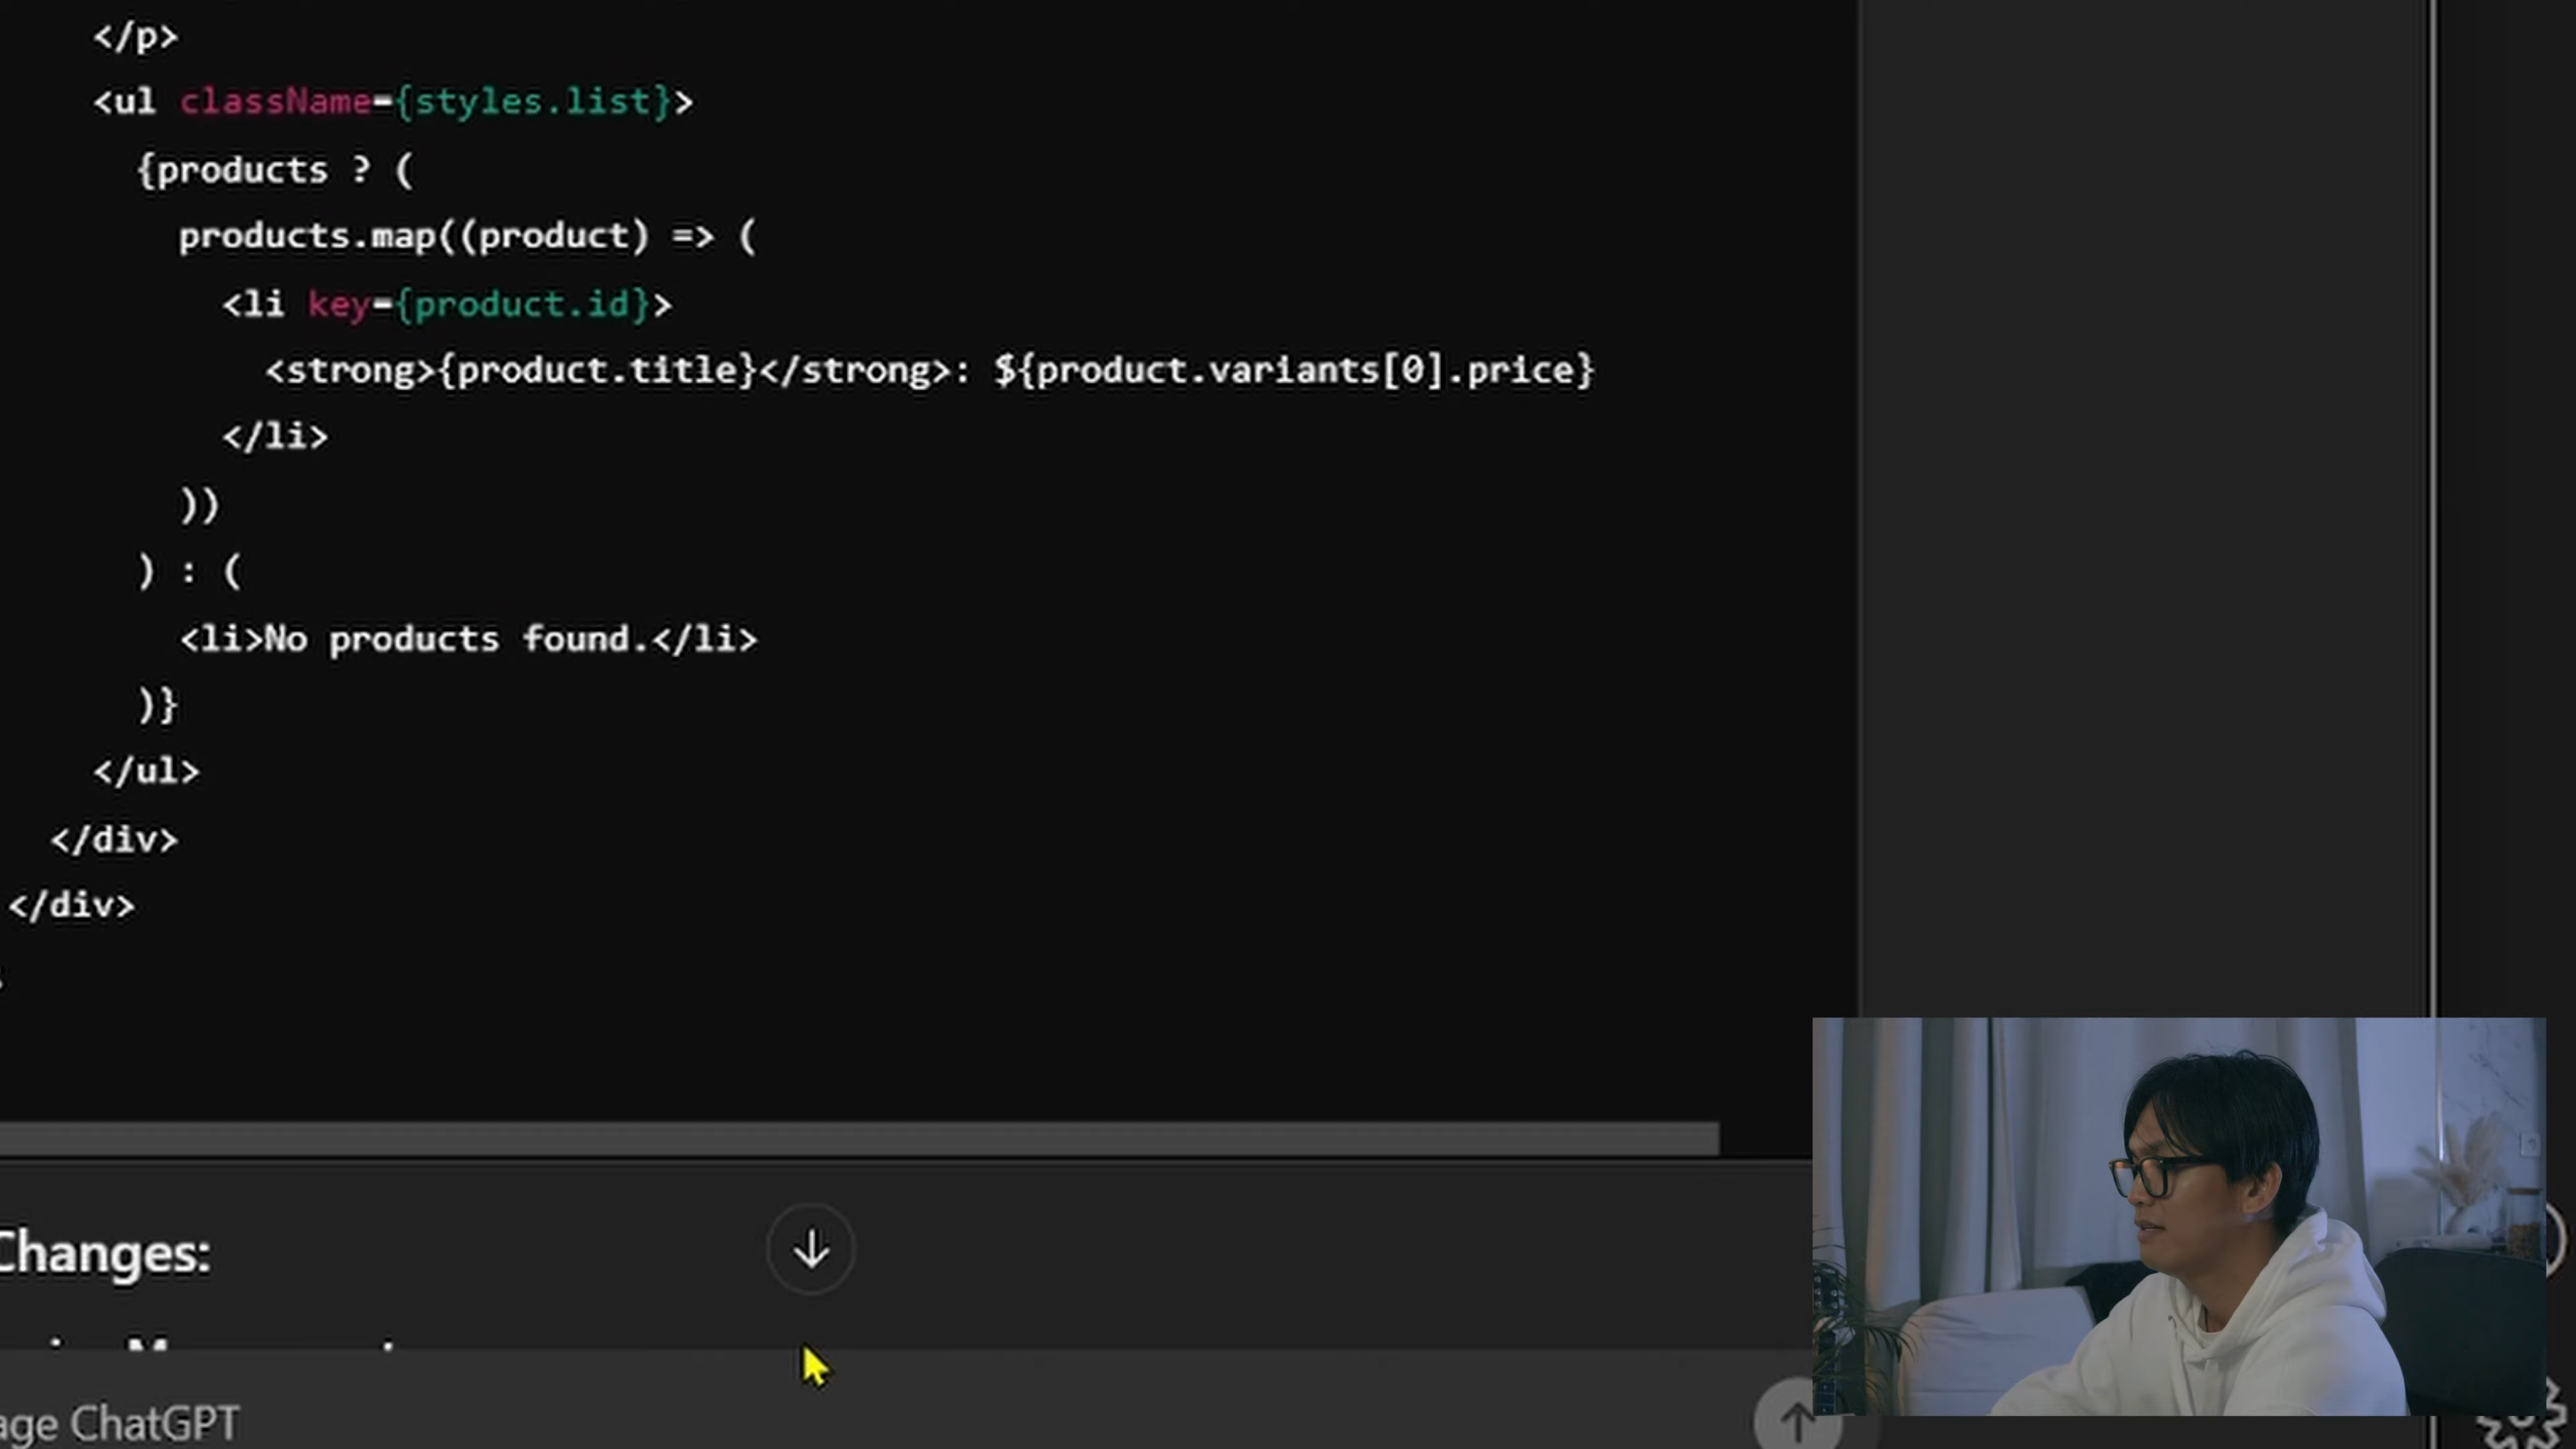 </p>
<ul className={styles.list}>
{products ? (
products.map((product) => (
<li key={product.id}>
<strong>{product.title}</strong>: ${product.variants[0].price}
</li>
))
) : (
<li>No products found.</li>
)}
</ul>
</div>
</div>
Changes:
ChatGPT